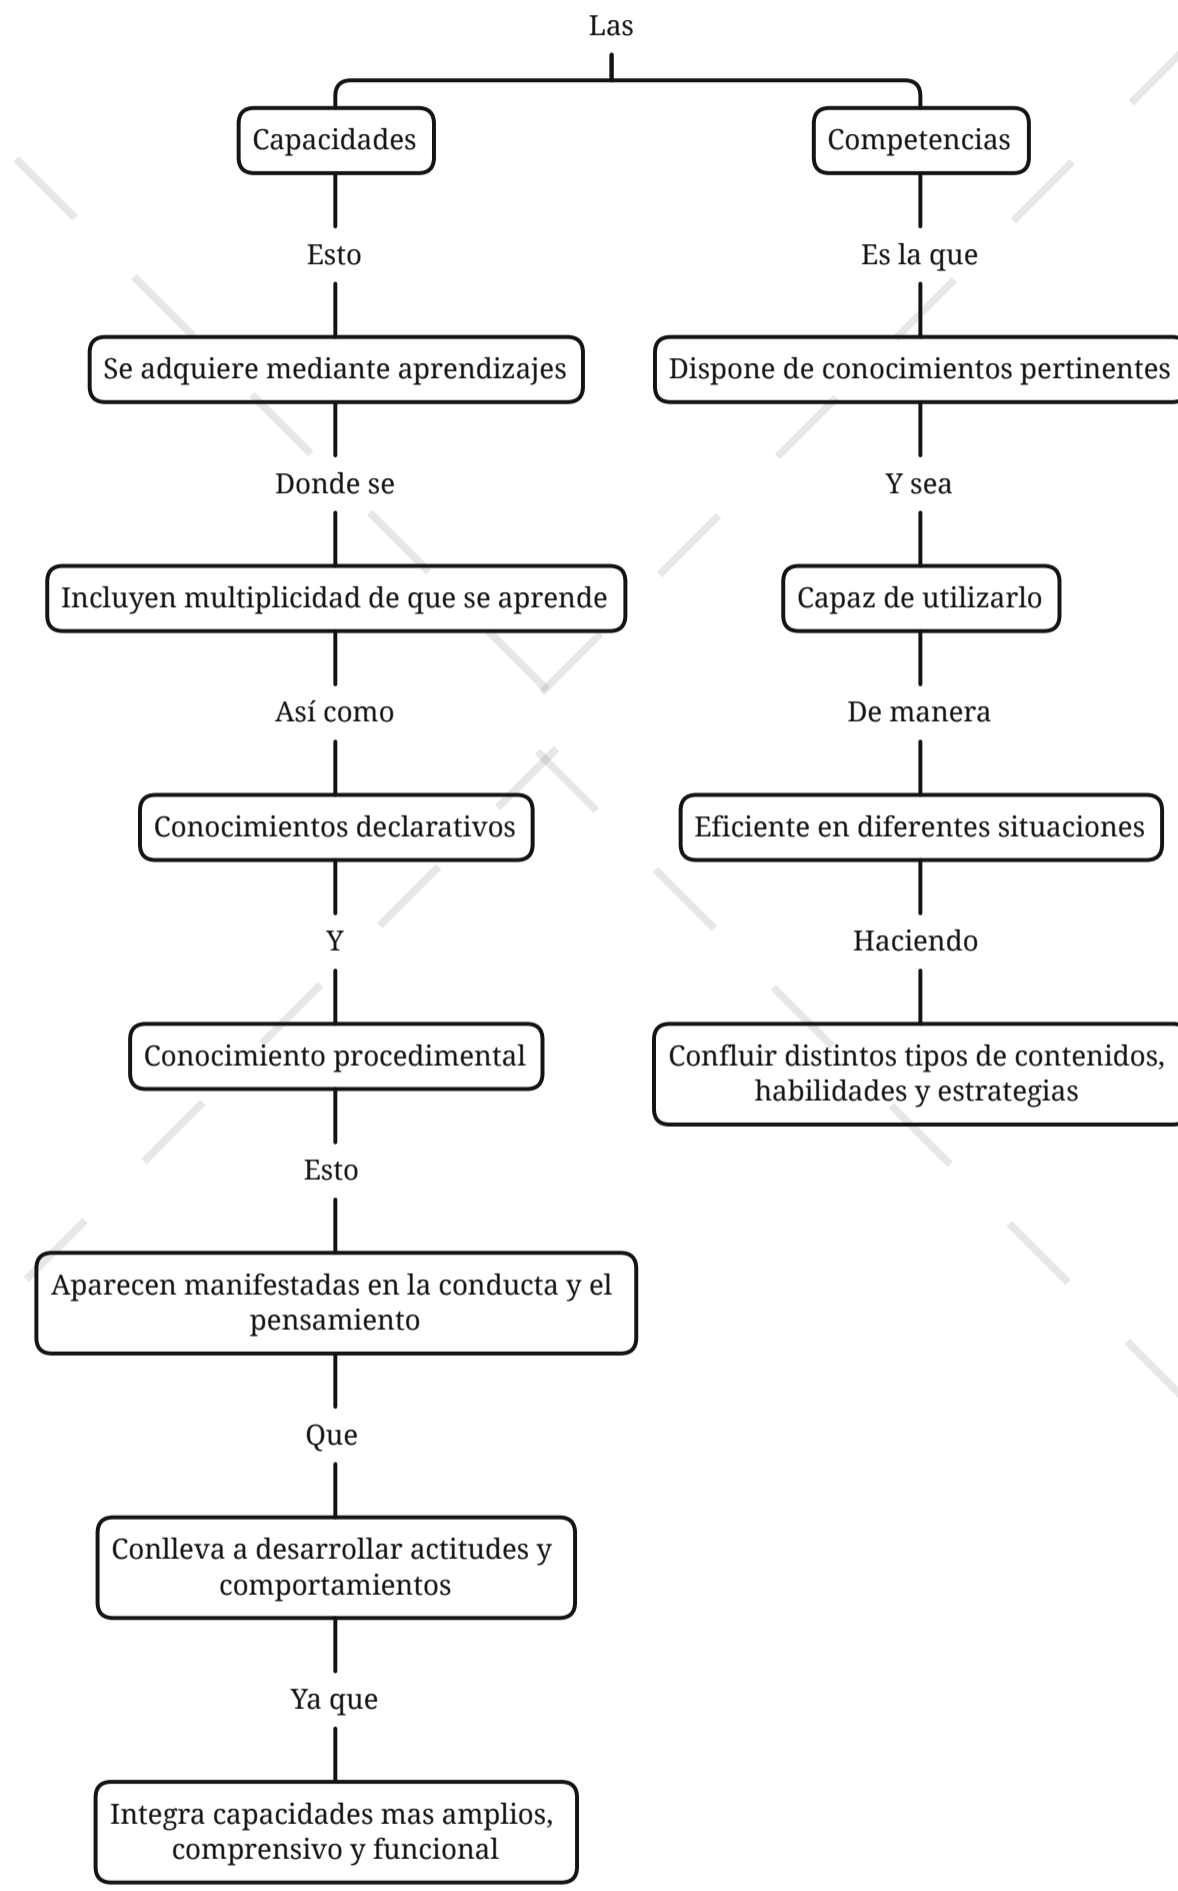 Las
Capacidades
Esto
Se adquiere mediante aprendizajes
Donde se
Incluyen multiplicidad de que se aprende
Así como
Conocimientos declarativos
Y
Conocimiento procedimental
Esto
Aparecen manifestadas en la conducta y el
pensamiento
Que
Conlleva a desarrollar actitudes y
comportamientos
Ya que
Integra capacidades mas amplios,
comprensivo y funcional
Competencias
Es la que
Dispone de conocimientos pertinentes
Y sea
Capaz de utilizarlo
De manera
Eficiente en diferentes situaciones
Haciendo
Confluir distintos tipos de contenidos,
habilidades y estrategias